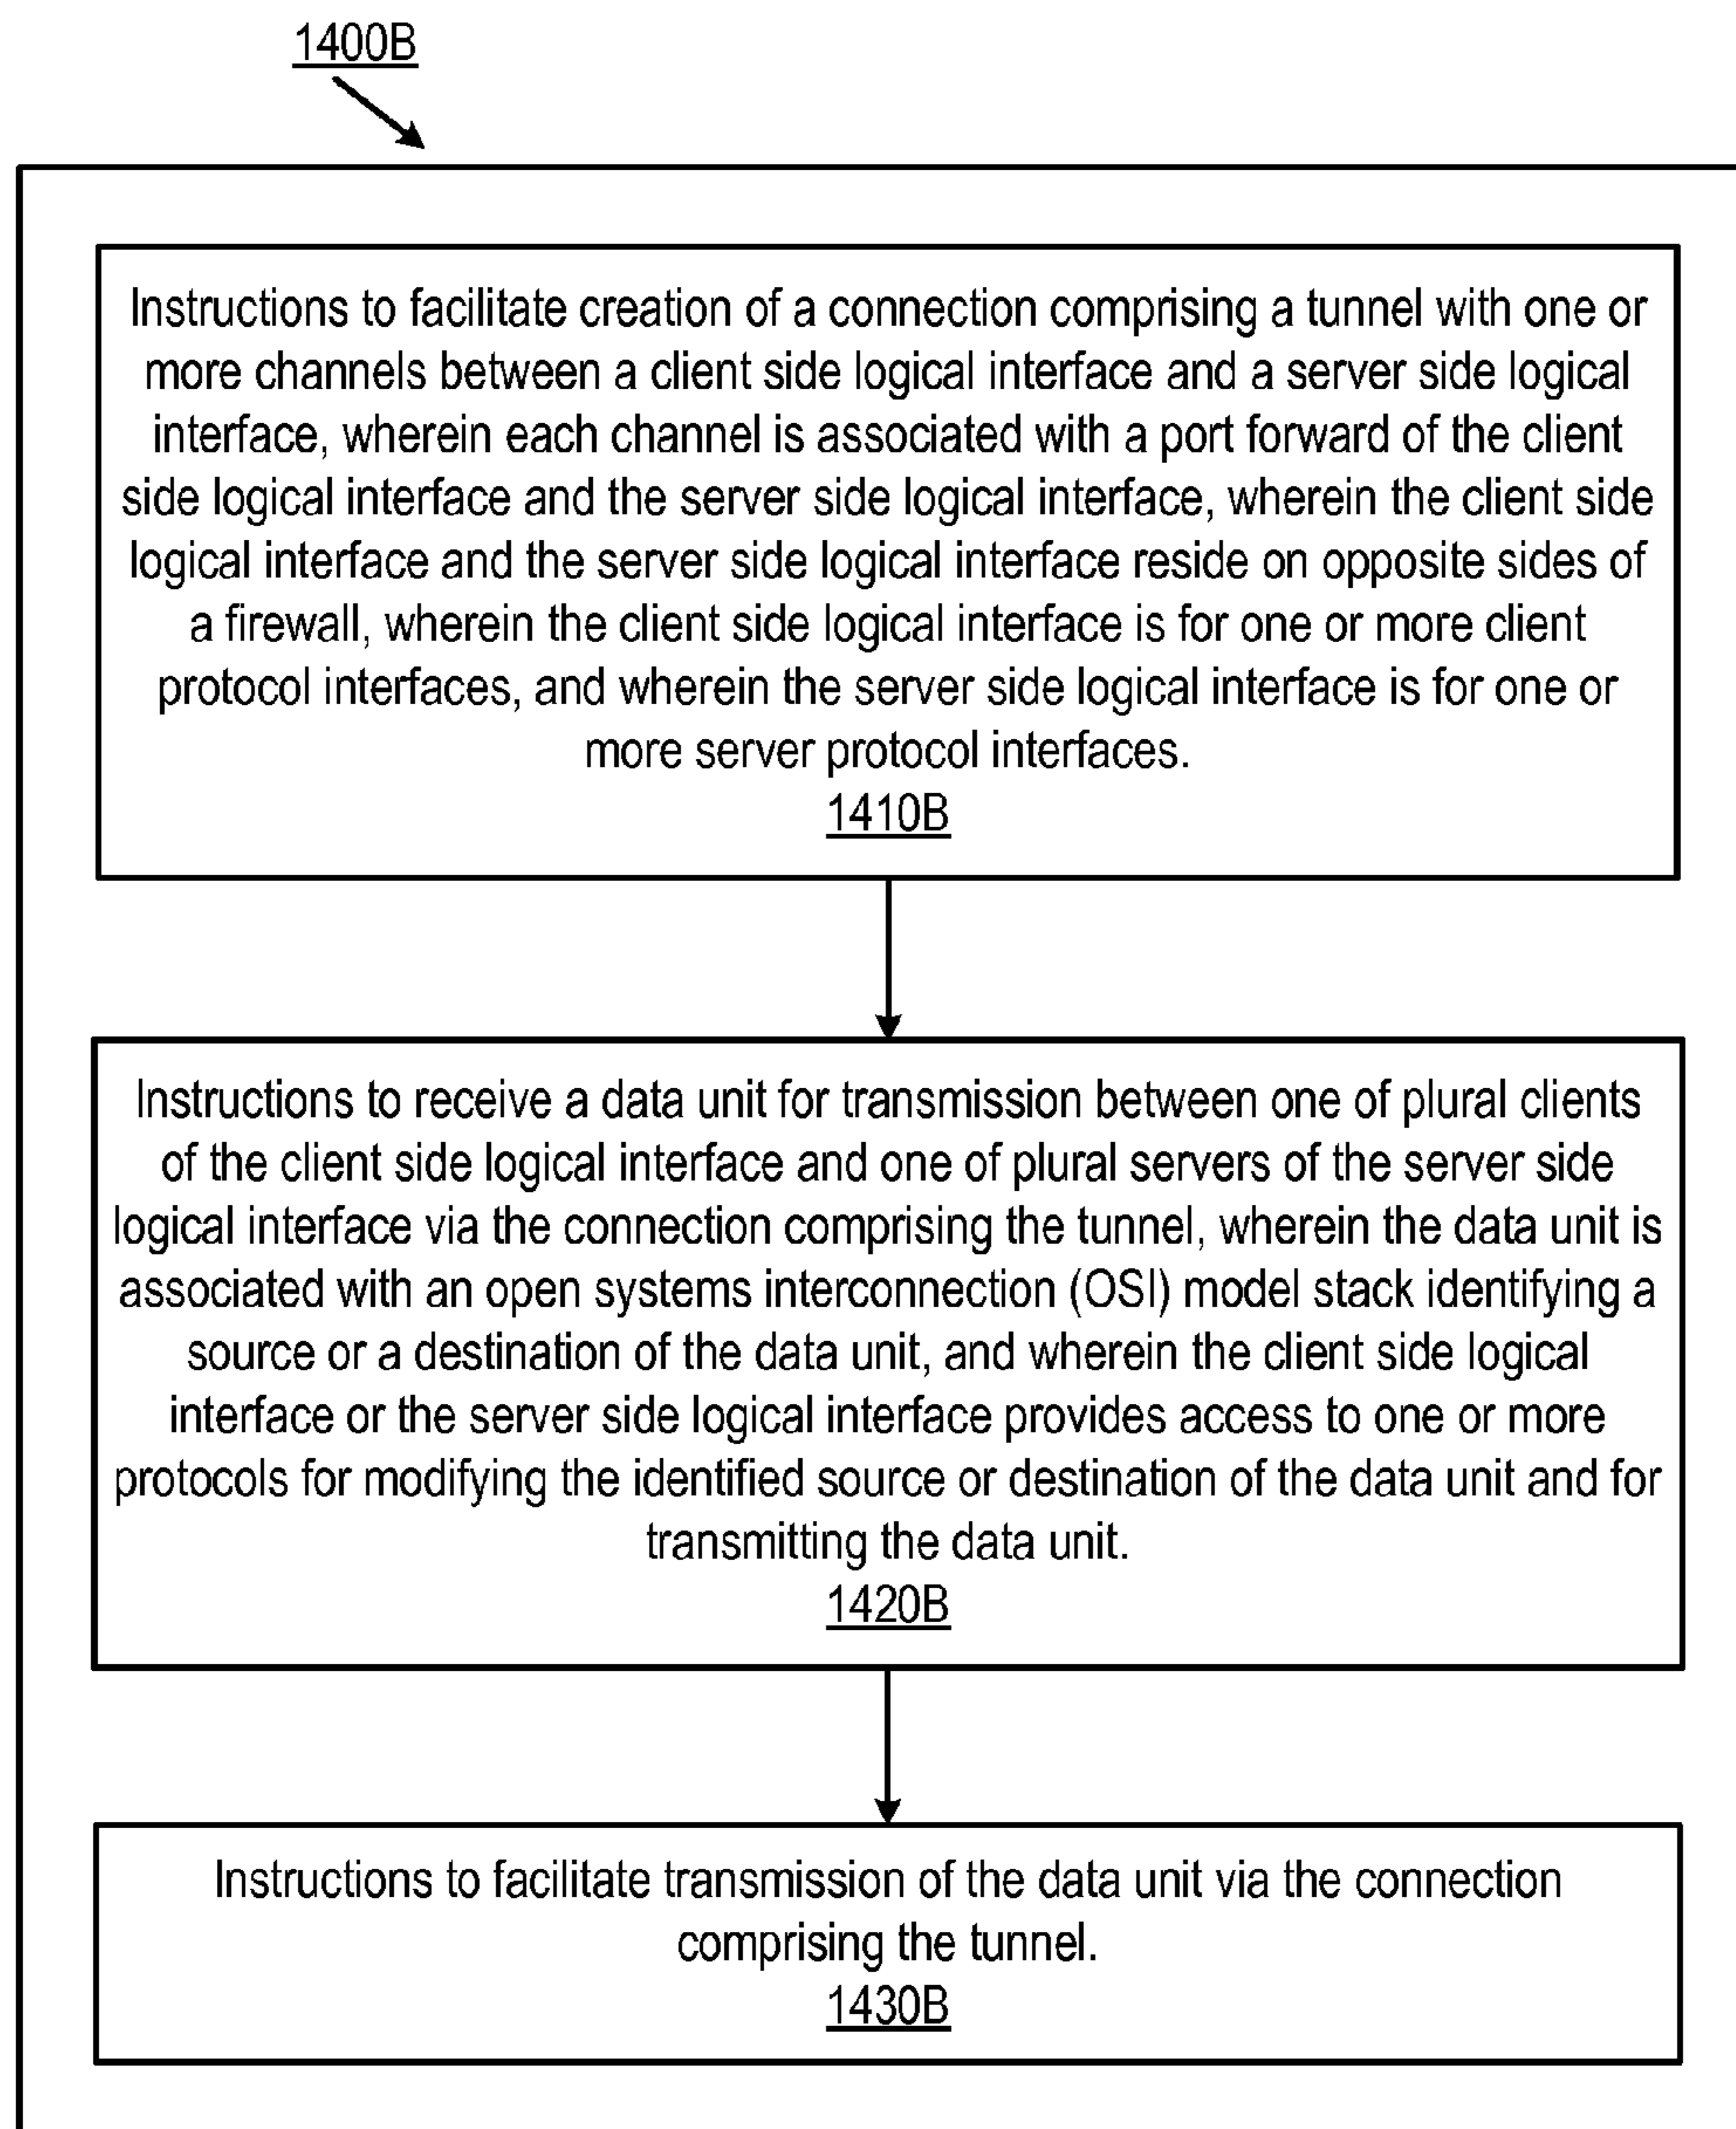 1400B
Instructions to facilitate creation of a connection comprising a tunnel with one or
more channels between a client side logical interface and a server side logical
interface, wherein each channel is associated with a port forward of the client
side logical interface and the server side logical interface, wherein the client side
logical interface and the server side logical interface reside on opposite sides of
a firewall, wherein the client side logical interface is for one or more client
protocol interfaces, and wherein the server side logical interface is for one or
more server protocol interfaces.
1410B
Instructions to receive a data unit for transmission between one of plural clients
of the client side logical interface and one of plural servers of the server side
logical interface via the connection comprising the tunnel, wherein the data unit is
associated with an open systems interconnection (OSI) model stack identifying a
source or a destination of the data unit, and wherein the client side logical
interface or the server side logical interface provides access to one or more
protocols for modifying the identified source or destination of the data unit and for
transmitting the data unit.
1420B
Instructions to facilitate transmission of the data unit via the connection
comprising the tunnel.
1430B